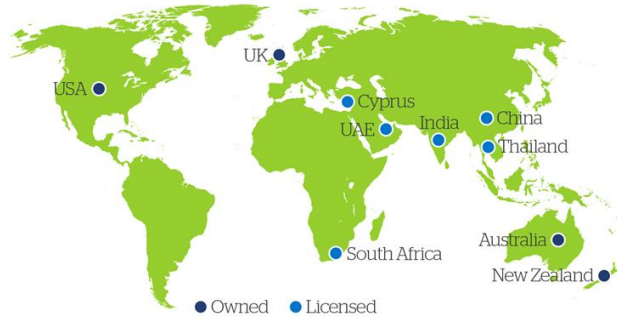 UK
USA
Cyprus
UAE
India
China
Thailand
Australia
South Africa
New Zealand
Owned
Licensed